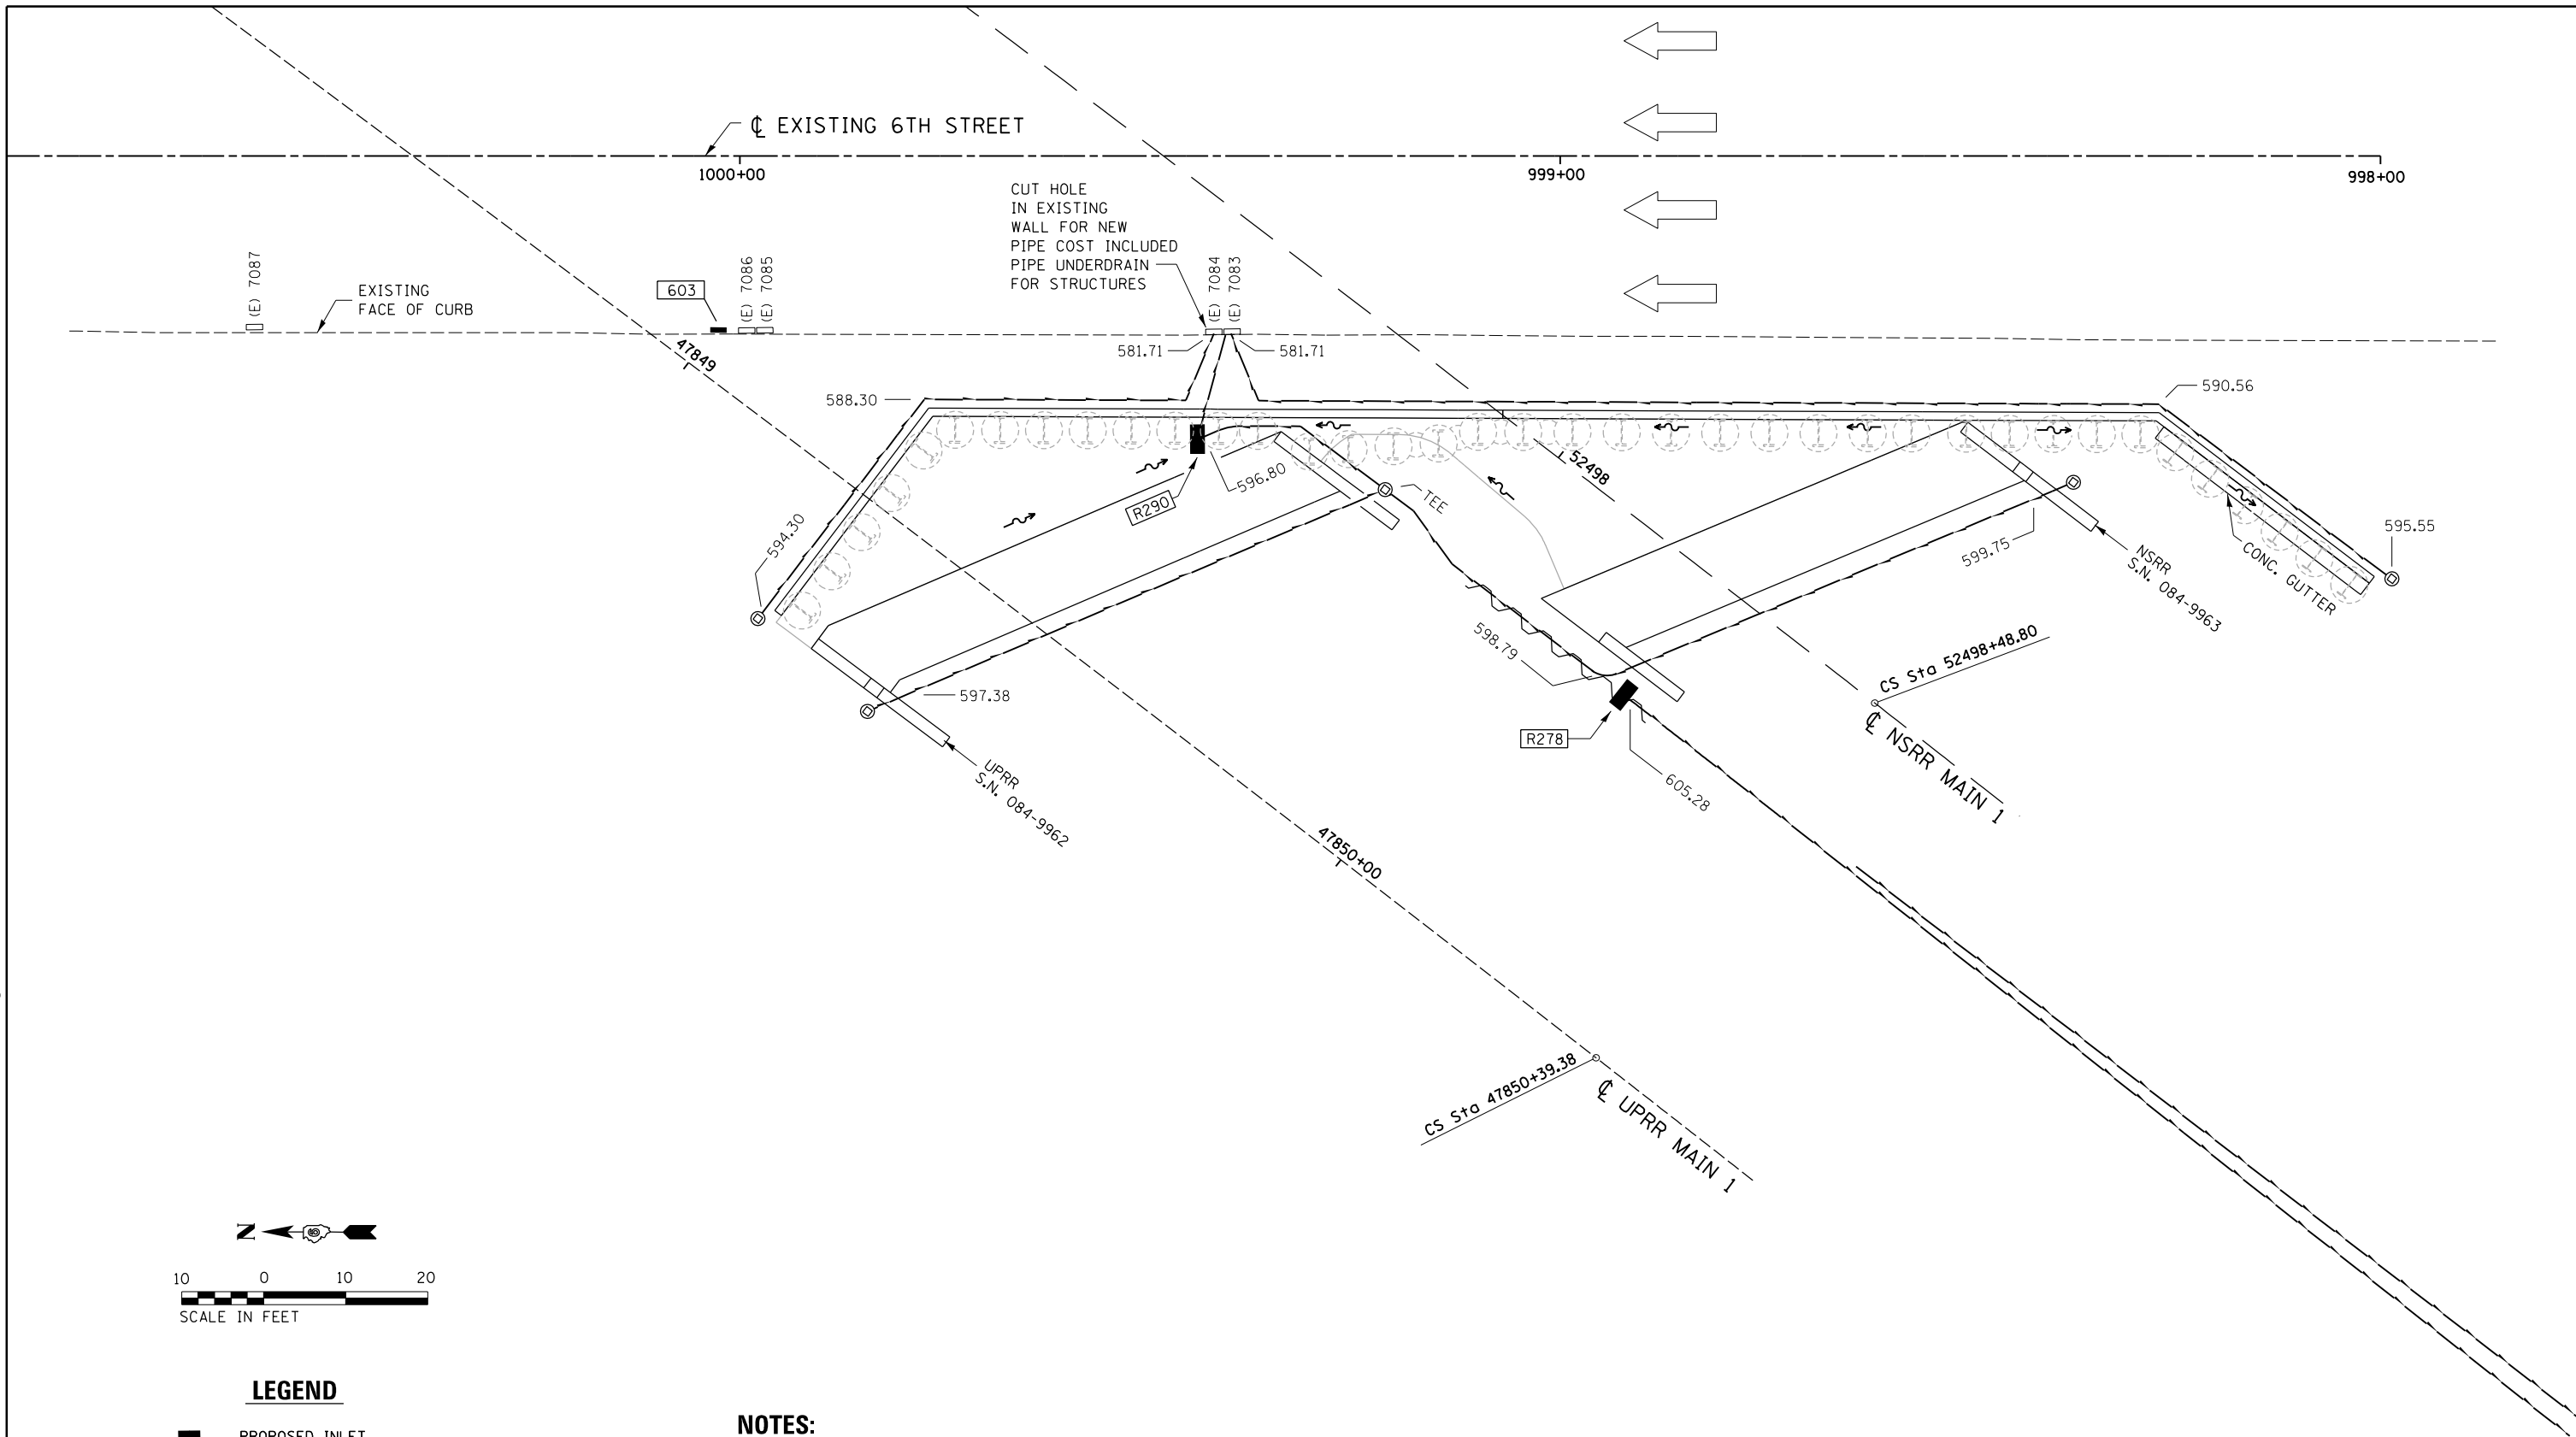 ℄ EXISTING 6TH STREET
1000+00
999+00
998+00
CUT HOLE
IN EXISTING
WALL FOR NEW
PIPE COST INCLUDED
PIPE UNDERDRAIN
FOR STRUCTURES
(E) 7087
EXISTING
FACE OF CURB
603
(E) 7086
(E) 7085
(E) 7084
(E) 7083
581.71
581.71
47849
588.30
590.56
52498
596.80
R290
TEE
594.30
595.55
599.75
NSRR
S.N. 084-9963
CONC. GUTTER
598.79
597.38
CS Sta 52498+48.80
℄ NSRR MAIN 1
R278
605.28
UPRR
S.N. 084-9962
47850+00
CS Sta 47850+39.38
℄ UPRR MAIN 1
N
10 0 10 20
SCALE IN FEET
LEGEND
PROPOSED INLET
NOTES: